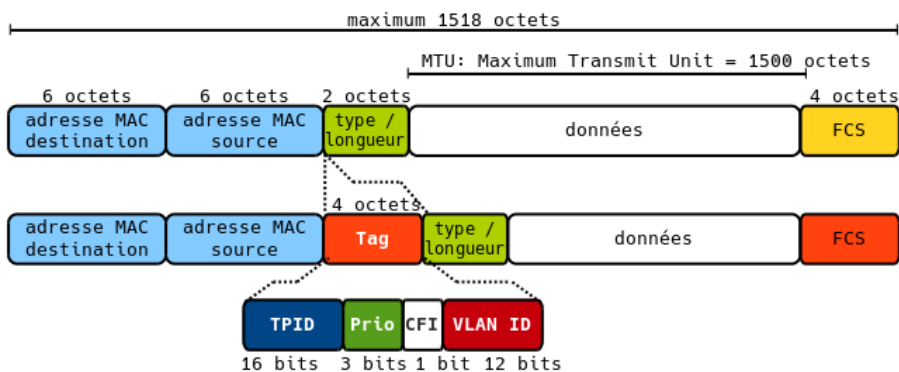 maximum 1518 octets
MTU: Maximum Transmit Unit = 1500 octets
6 octets 6 octets 2 octets 4 octets
adresse MAC destination adresse MAC source type / longueur données FCS
4 octets
adresse MAC destination adresse MAC source Tag type / longueur données FCS
TPID Prio CFI VLAN ID
16 bits 3 bits 1 bit 12 bits